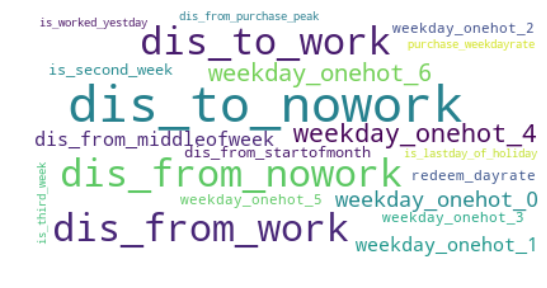 dis_from_purchase_peak
is_worked_yestday
weekday_onehot_2
dis_to_work
purchase_weekdayrate
is_second_week
weekday_onehot_6
dis_to_nowork
weekday_onehot_4
dis_from_middleofweek
dis_from_startofmonth
is_lastday_of_holiday
dis_from_nowork
redeem_dayrate
is_third_week
weekday_onehot_5
weekday_onehot_0
weekday_onehot_3
dis_from_work
weekday_onehot_1